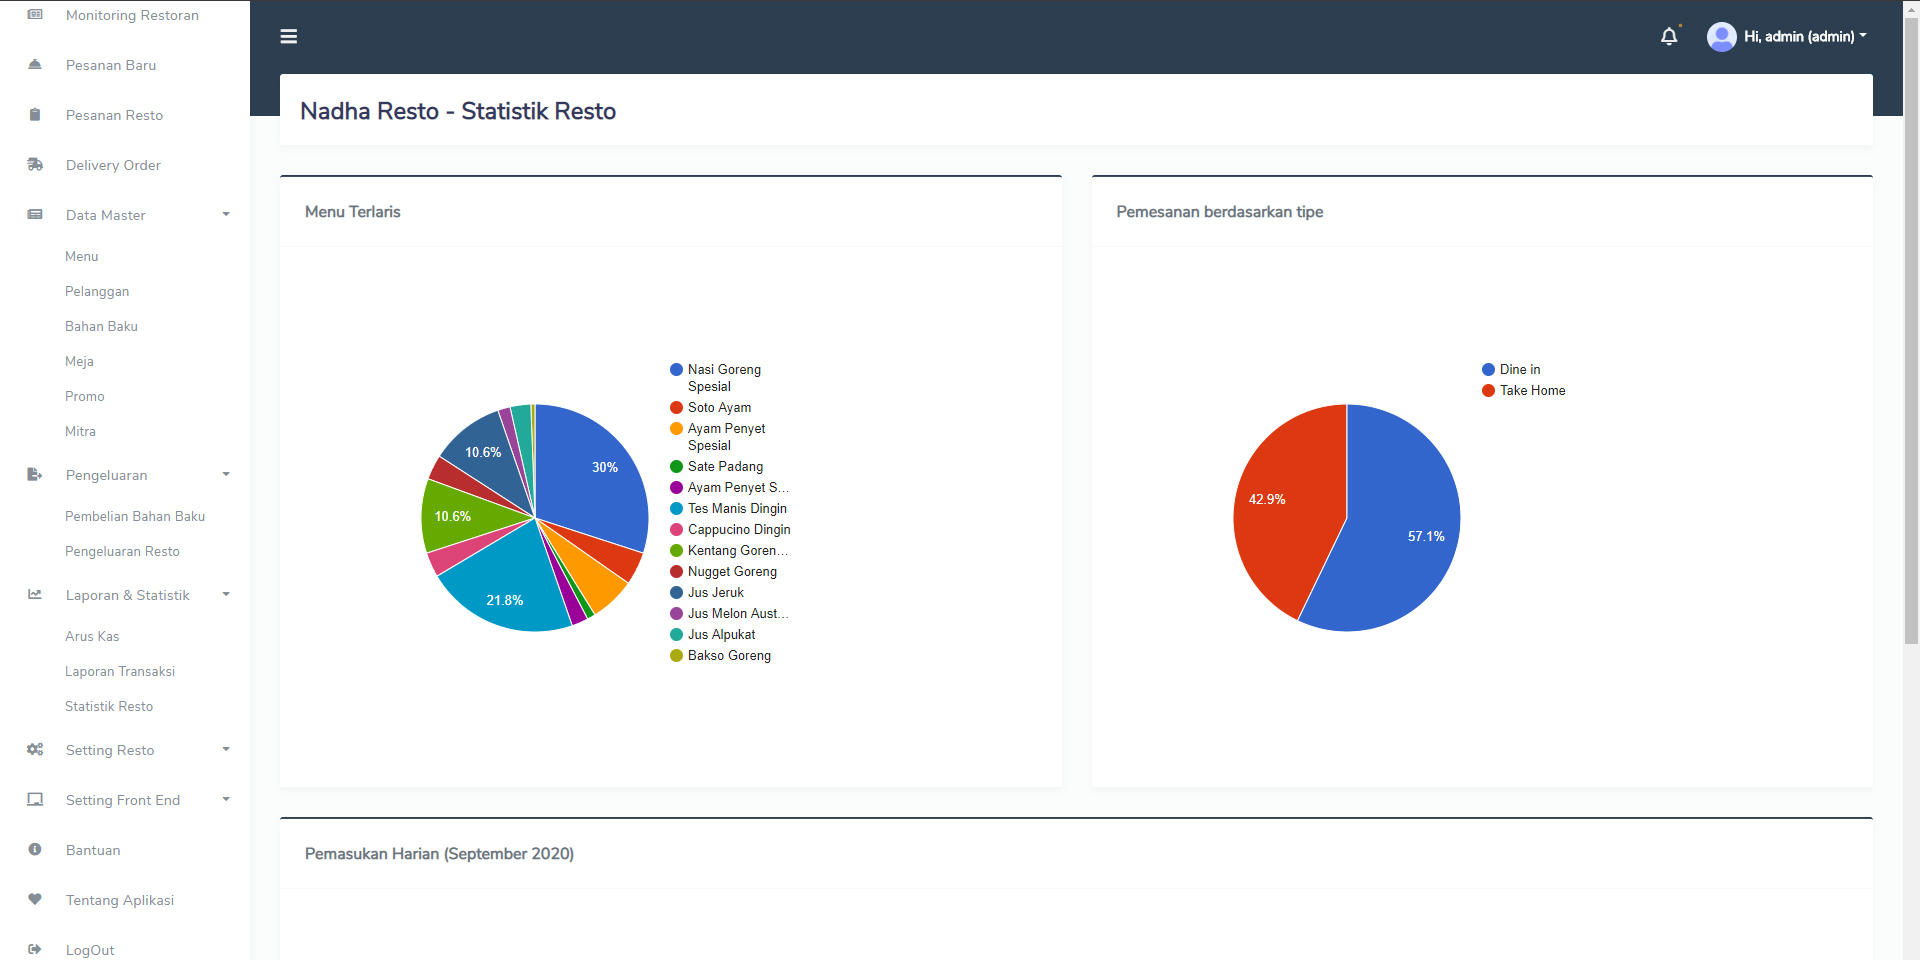 Monitoring Restoran
Pesanan Baru
Pesanan Resto
Delivery Order
Data Master
Menu
Pelanggan
Bahan Baku
Meja
Promo
Mitra
Pengeluaran
Pembelian Bahan Baku
Pengeluaran Resto
Laporan & Statistik
Arus Kas
Laporan Transaksi
Statistik Resto
Setting Resto
Setting Front End
Bantuan
Tentang Aplikasi
LogOut
Hi, admin (admin)
Nadha Resto - Statistik Resto
Menu Terlaris
30%
10.6%
10.6%
21.8%
Nasi Goreng
Spesial
Soto Ayam
Ayam Penyet
Spesial
Sate Padang
Ayam Penyet S...
Tes Manis Dingin
Cappucino Dingin
Kentang Goren...
Nugget Goreng
Jus Jeruk
Jus Melon Aust...
Jus Alpukat
Bakso Goreng
Pemesanan berdasarkan tipe
42.9%
57.1%
Dine in
Take Home
Pemasukan Harian (September 2020)